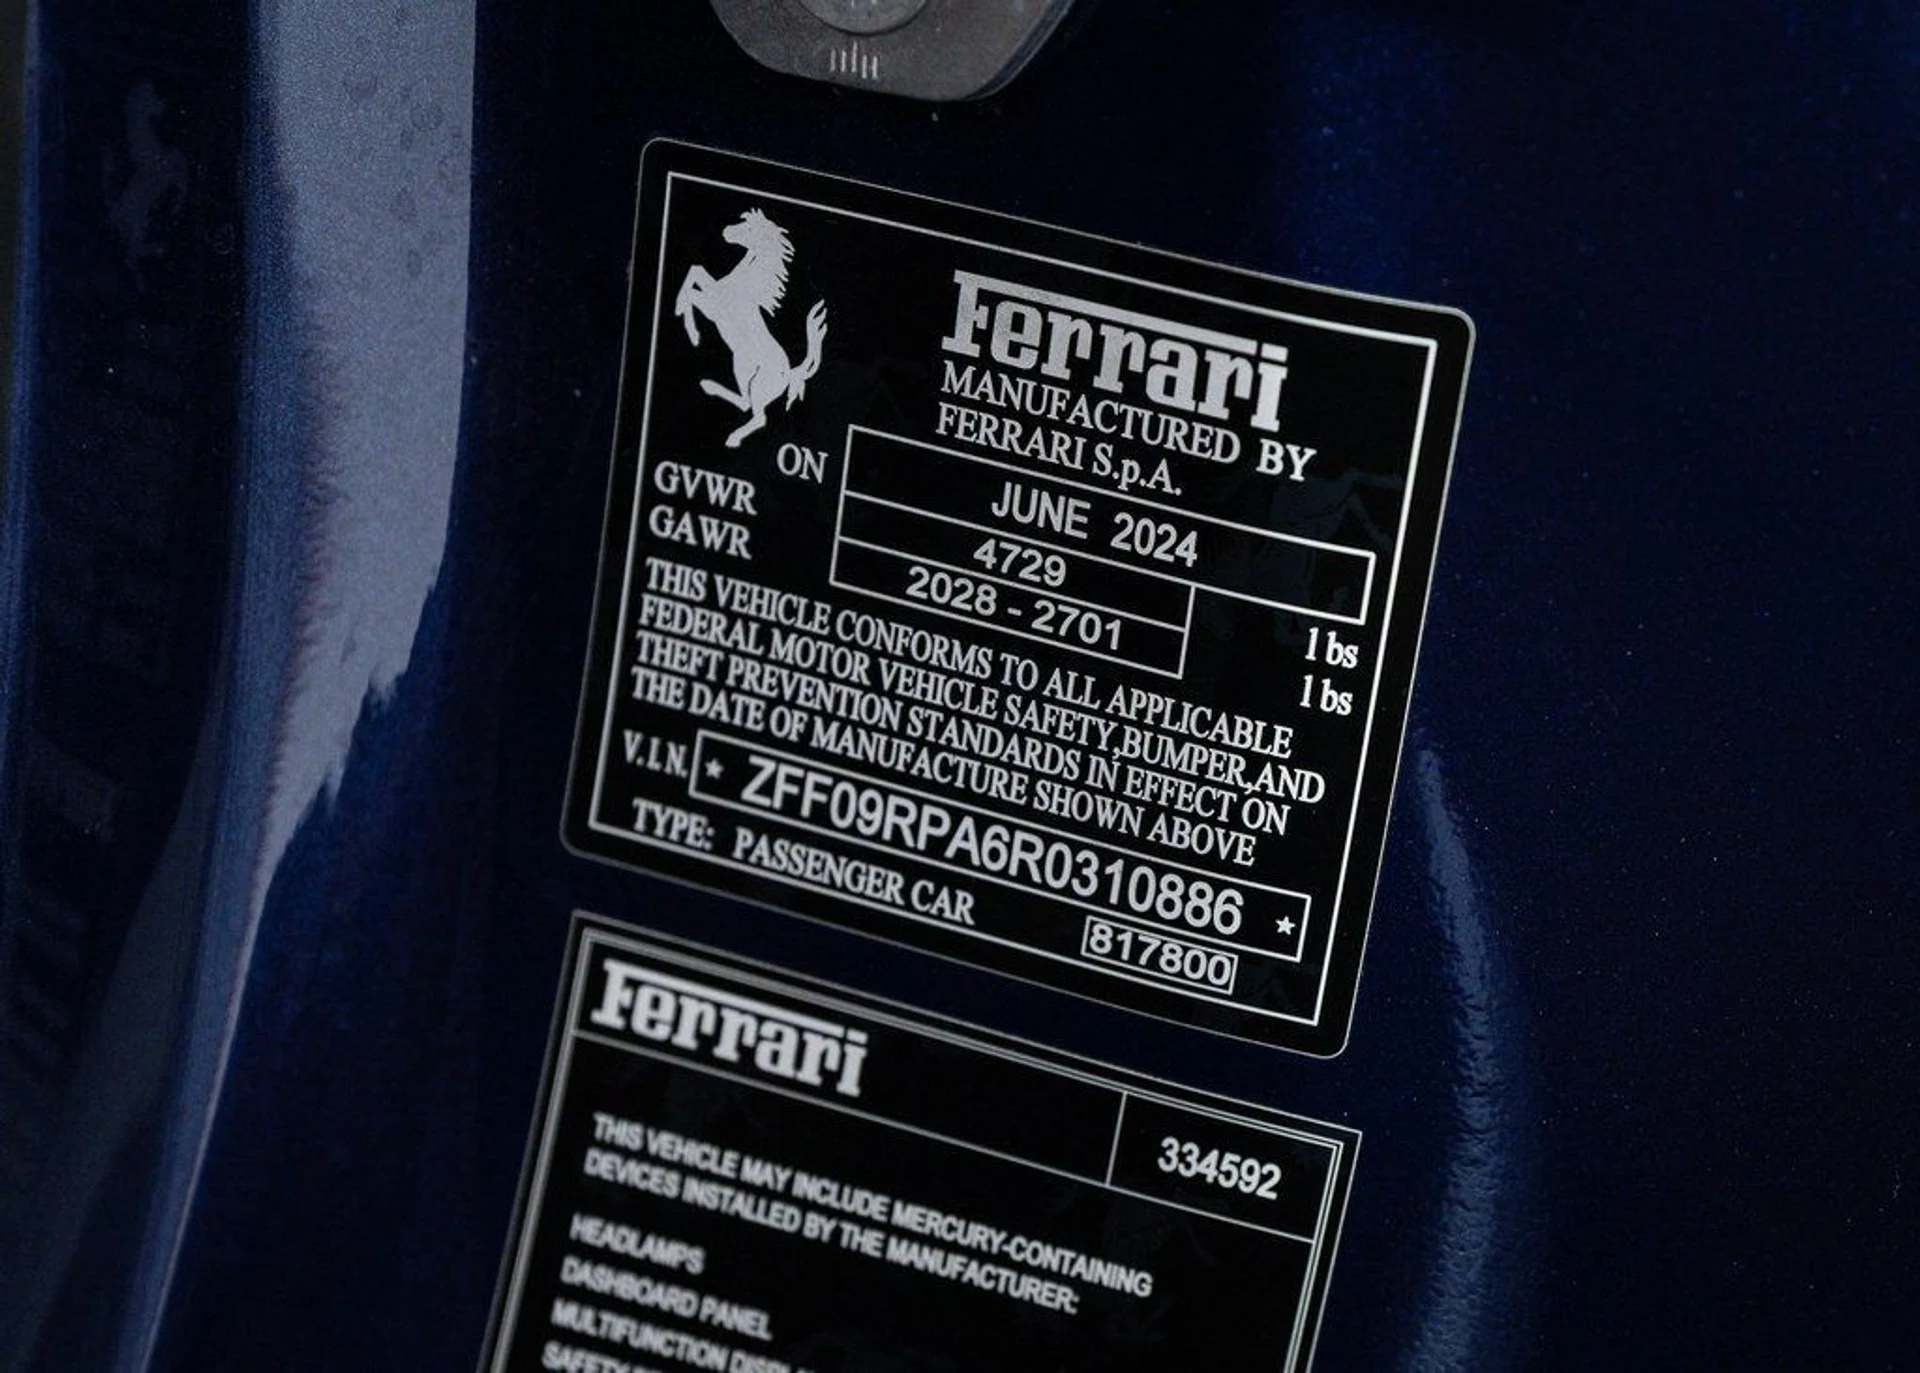 Ferrari
MANUFACTURED BY
FERRARI S.p.A.
ON JUNE 2024
GVWR 4729 lbs
GAWR 2028 - 2701 lbs
THIS VEHICLE CONFORMS TO ALL APPLICABLE
FEDERAL MOTOR VEHICLE SAFETY,BUMPER,AND
THEFT PREVENTION STANDARDS IN EFFECT ON
THE DATE OF MANUFACTURE SHOWN ABOVE
V.I.N. * ZFF09RPA6R0310886 *
TYPE: PASSENGER CAR
817800
Ferrari
334592
THIS VEHICLE MAY INCLUDE MERCURY-CONTAINING
DEVICES INSTALLED BY THE MANUFACTURER:
HEADLAMPS
DASHBOARD PANEL
MULTIFUNCTION